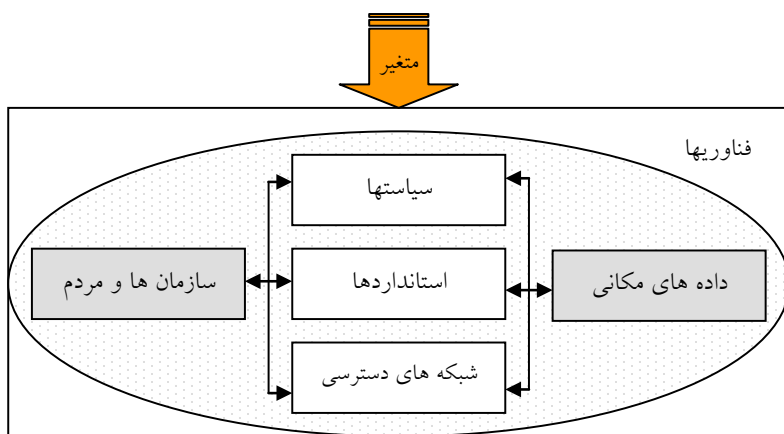 متغیر
فناوریها
سیاستها
داده های مکانی
استانداردها
سازمان ها و مردم
شبکه های دسترسی